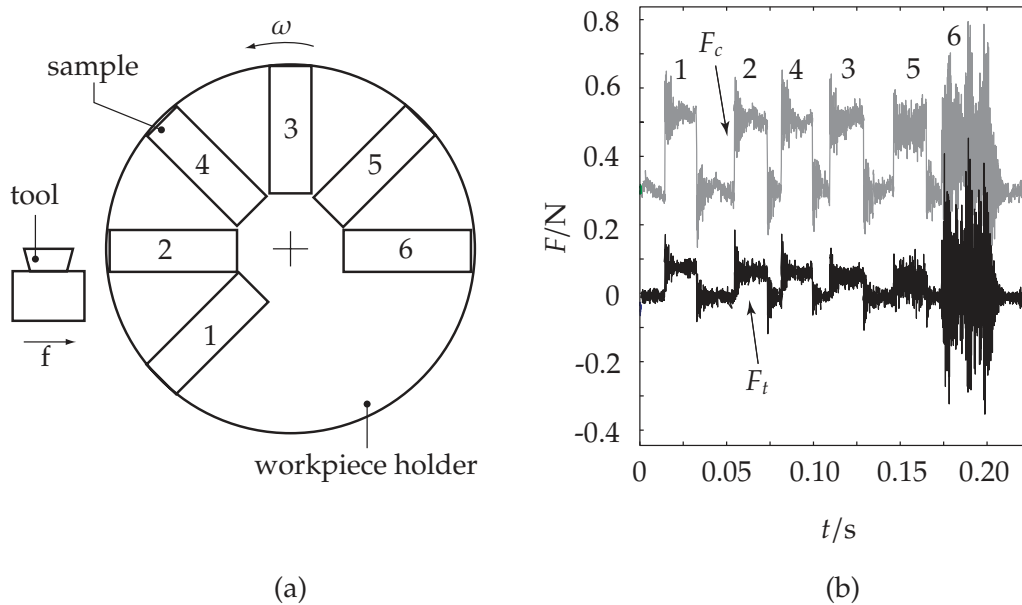 ω
sample
3
4
5
tool
2
6
1
f
workpiece holder
(a)
F/N
0.8
0.6
0.4
0.2
0
-0.2
-0.4
F_c
1
2
4
3
5
6
F_t
0
0.05
0.10
0.15
0.20
t/s
(b)